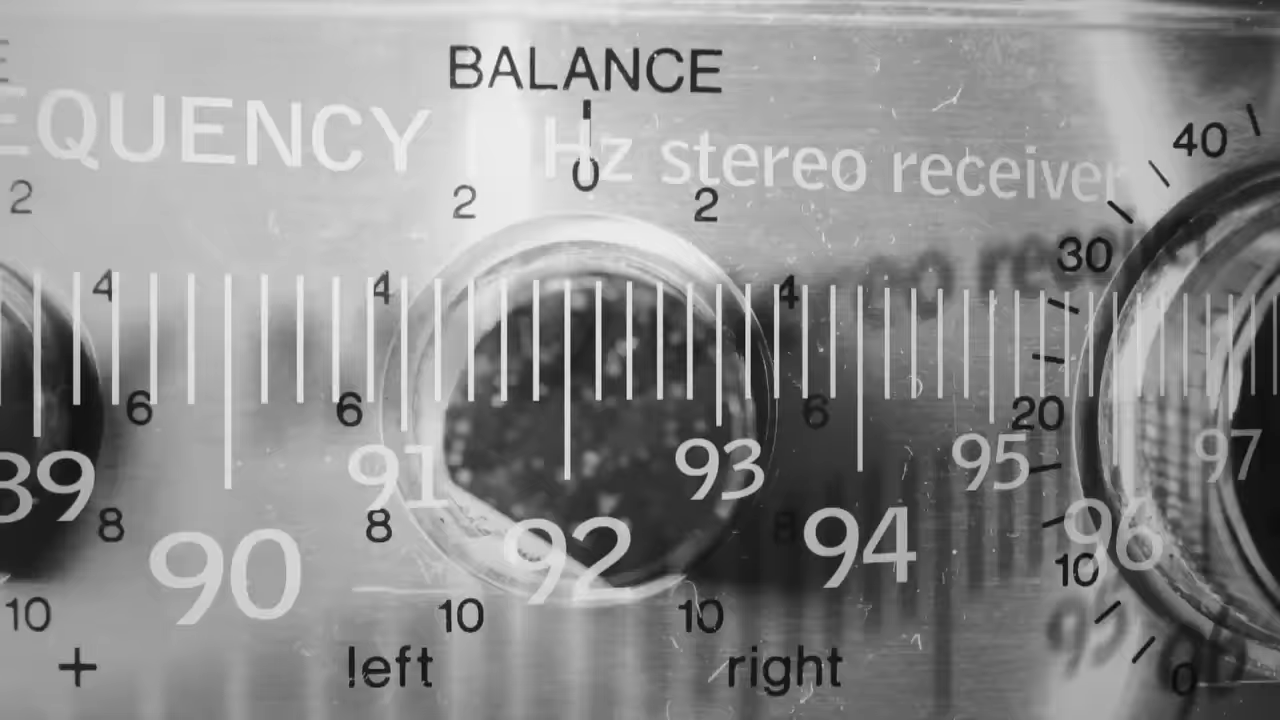 BALANCE
EQUENCY
Hz stereo receiver
40
0
2 2 2
30
4 4 4
6 6 6
20
89 90 91 92 93 94 95 96 97
8 8 8
10
10 10 10
+ left right
0